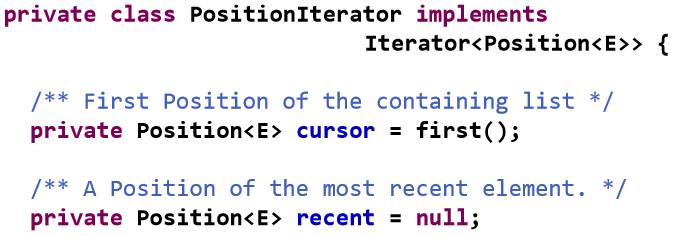 private class PositionIterator implements
Iterator<Position<E>> {
/** First Position of the containing list */
private Position<E> cursor = first();
/** A Position of the most recent element. */
private Position<E> recent = null;